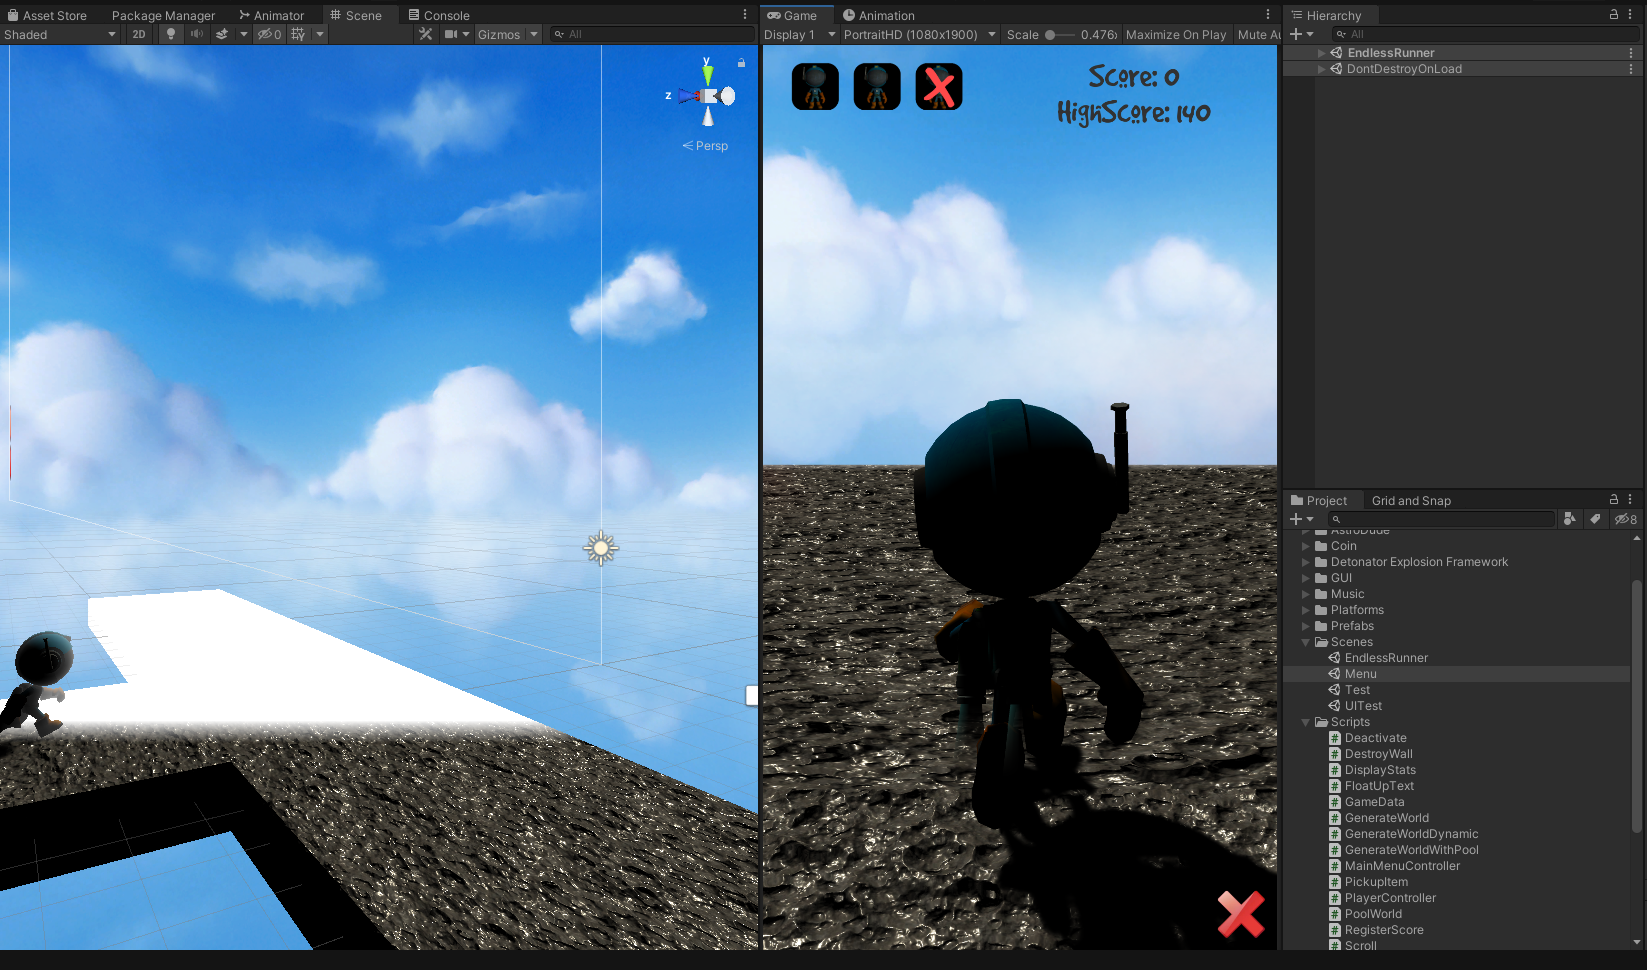 Asset Store
Package Manager
Animator
Scene
Console
Shaded
2D
0
Gizmos
All
y
z
Persp
Game
Animation
Display 1
PortraitHD (1080x1900)
Scale
0.476x
Maximize On Play
Mute Au
Score: 0
HighScore: 140
Hierarchy
All
EndlessRunner
DontDestroyOnLoad
Project
Grid and Snap
8
AstroDude
Coin
Detonator Explosion Framework
GUI
Music
Platforms
Prefabs
Scenes
EndlessRunner
Menu
Test
UITest
Scripts
Deactivate
DestroyWall
DisplayStats
FloatUpText
GameData
GenerateWorld
GenerateWorldDynamic
GenerateWorldWithPool
MainMenuController
PickupItem
PlayerController
PoolWorld
RegisterScore
Scroll